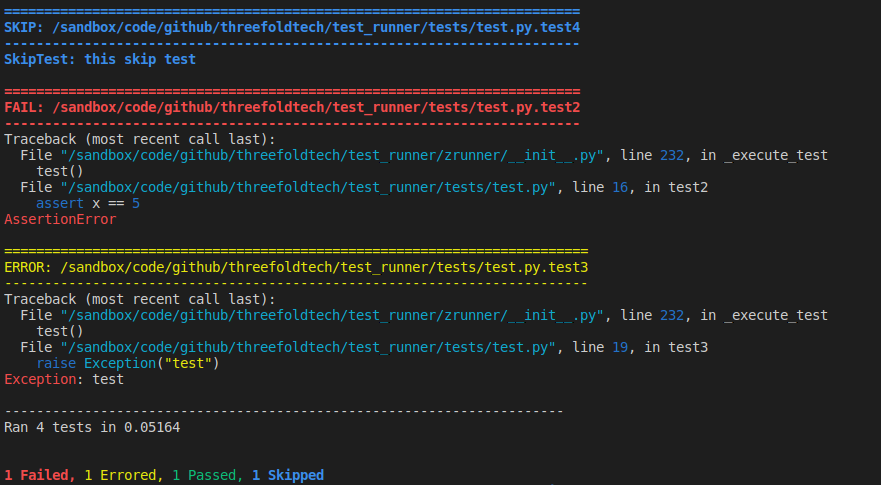 ========================================================================
SKIP: /sandbox/code/github/threefoldtech/test_runner/tests/test.py.test4
------------------------------------------------------------------------
SkipTest: this skip test
========================================================================
FAIL: /sandbox/code/github/threefoldtech/test_runner/tests/test.py.test2
------------------------------------------------------------------------
Traceback (most recent call last):
  File "/sandbox/code/github/threefoldtech/test_runner/zrunner/__init__.py", line 232, in _execute_test
    test()
  File "/sandbox/code/github/threefoldtech/test_runner/tests/test.py", line 16, in test2
    assert x == 5
AssertionError
=========================================================================
ERROR: /sandbox/code/github/threefoldtech/test_runner/tests/test.py.test3
-------------------------------------------------------------------------
Traceback (most recent call last):
  File "/sandbox/code/github/threefoldtech/test_runner/zrunner/__init__.py", line 232, in _execute_test
    test()
  File "/sandbox/code/github/threefoldtech/test_runner/tests/test.py", line 19, in test3
    raise Exception("test")
Exception: test
----------------------------------------------------------------------
Ran 4 tests in 0.05164
1 Failed, 1 Errored, 1 Passed, 1 Skipped